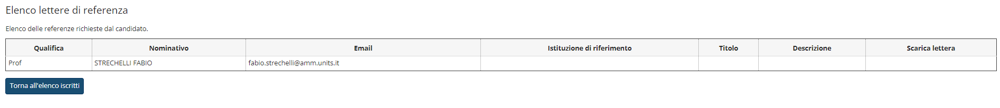 Elenco lettere di referenza
Elenco delle referenze richieste dal candidato.
Qualifica Nominativo Email Istituzione di riferimento Titolo Descrizione Scarica lettera
Prof STRECHELLI FABIO fabio.strechelli@amm.units.it
Torna all'elenco iscritti